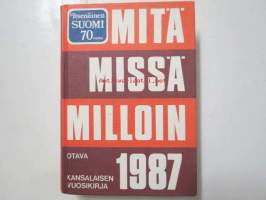 Itsenäinen
SUOMI
70 vuotta
MITÄ
MISSÄ
MILLOIN
OTAVA
1987
KANSALAISEN
VUOSIKIRJA